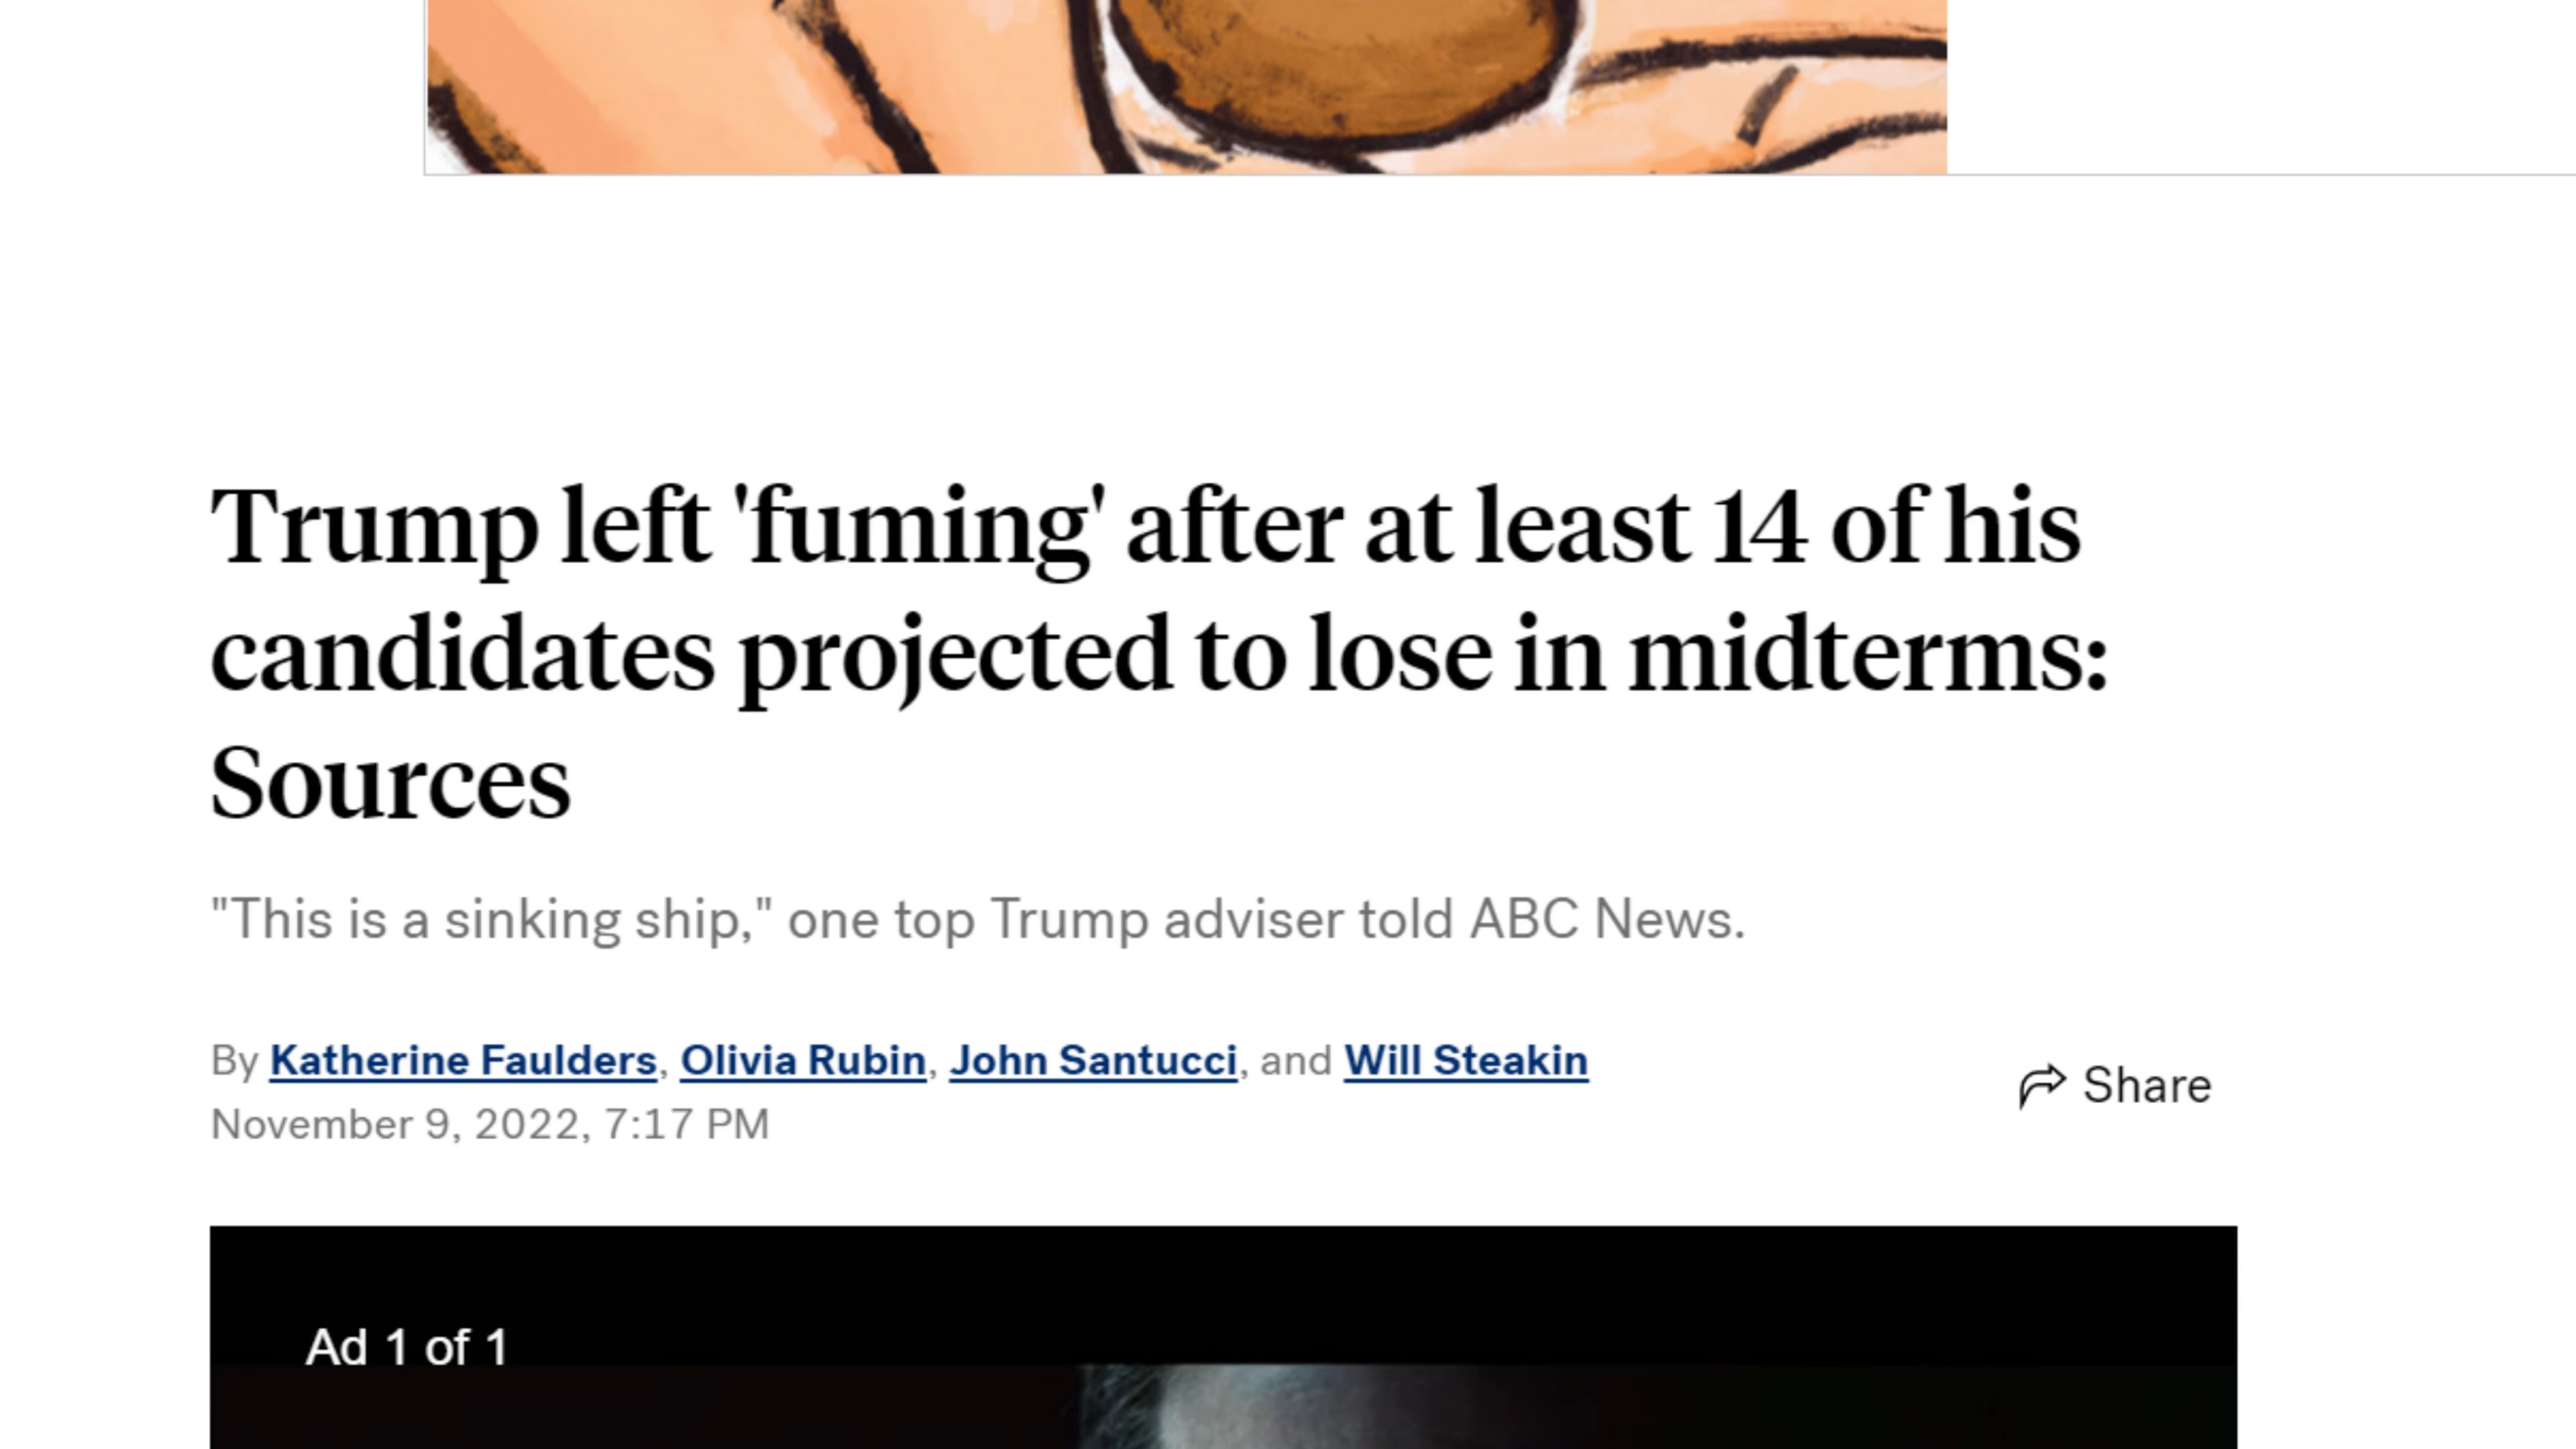 Trump left 'fuming' after at least 14 of his
candidates projected to lose in midterms:
Sources
"This is a sinking ship," one top Trump adviser told ABC News.
By Katherine Faulders, Olivia Rubin, John Santucci, and Will Steakin
November 9, 2022, 7:17 PM
Share
Ad 1 of 1